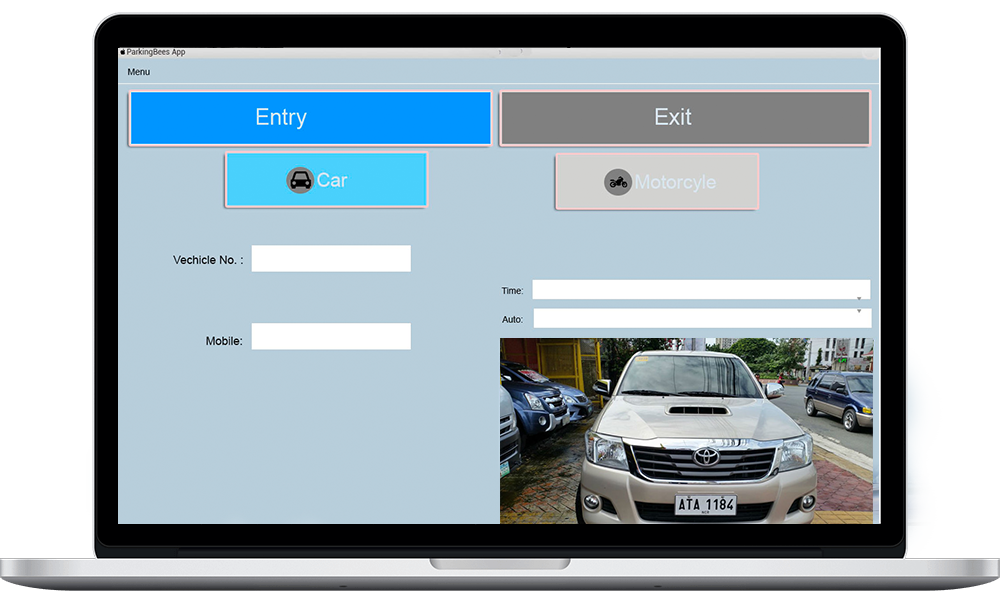 ParkingBees App
Menu
Entry
Exit
Car
Motorcyle
Vechicle No. :
Time:
Auto:
Mobile:
ATA 1184